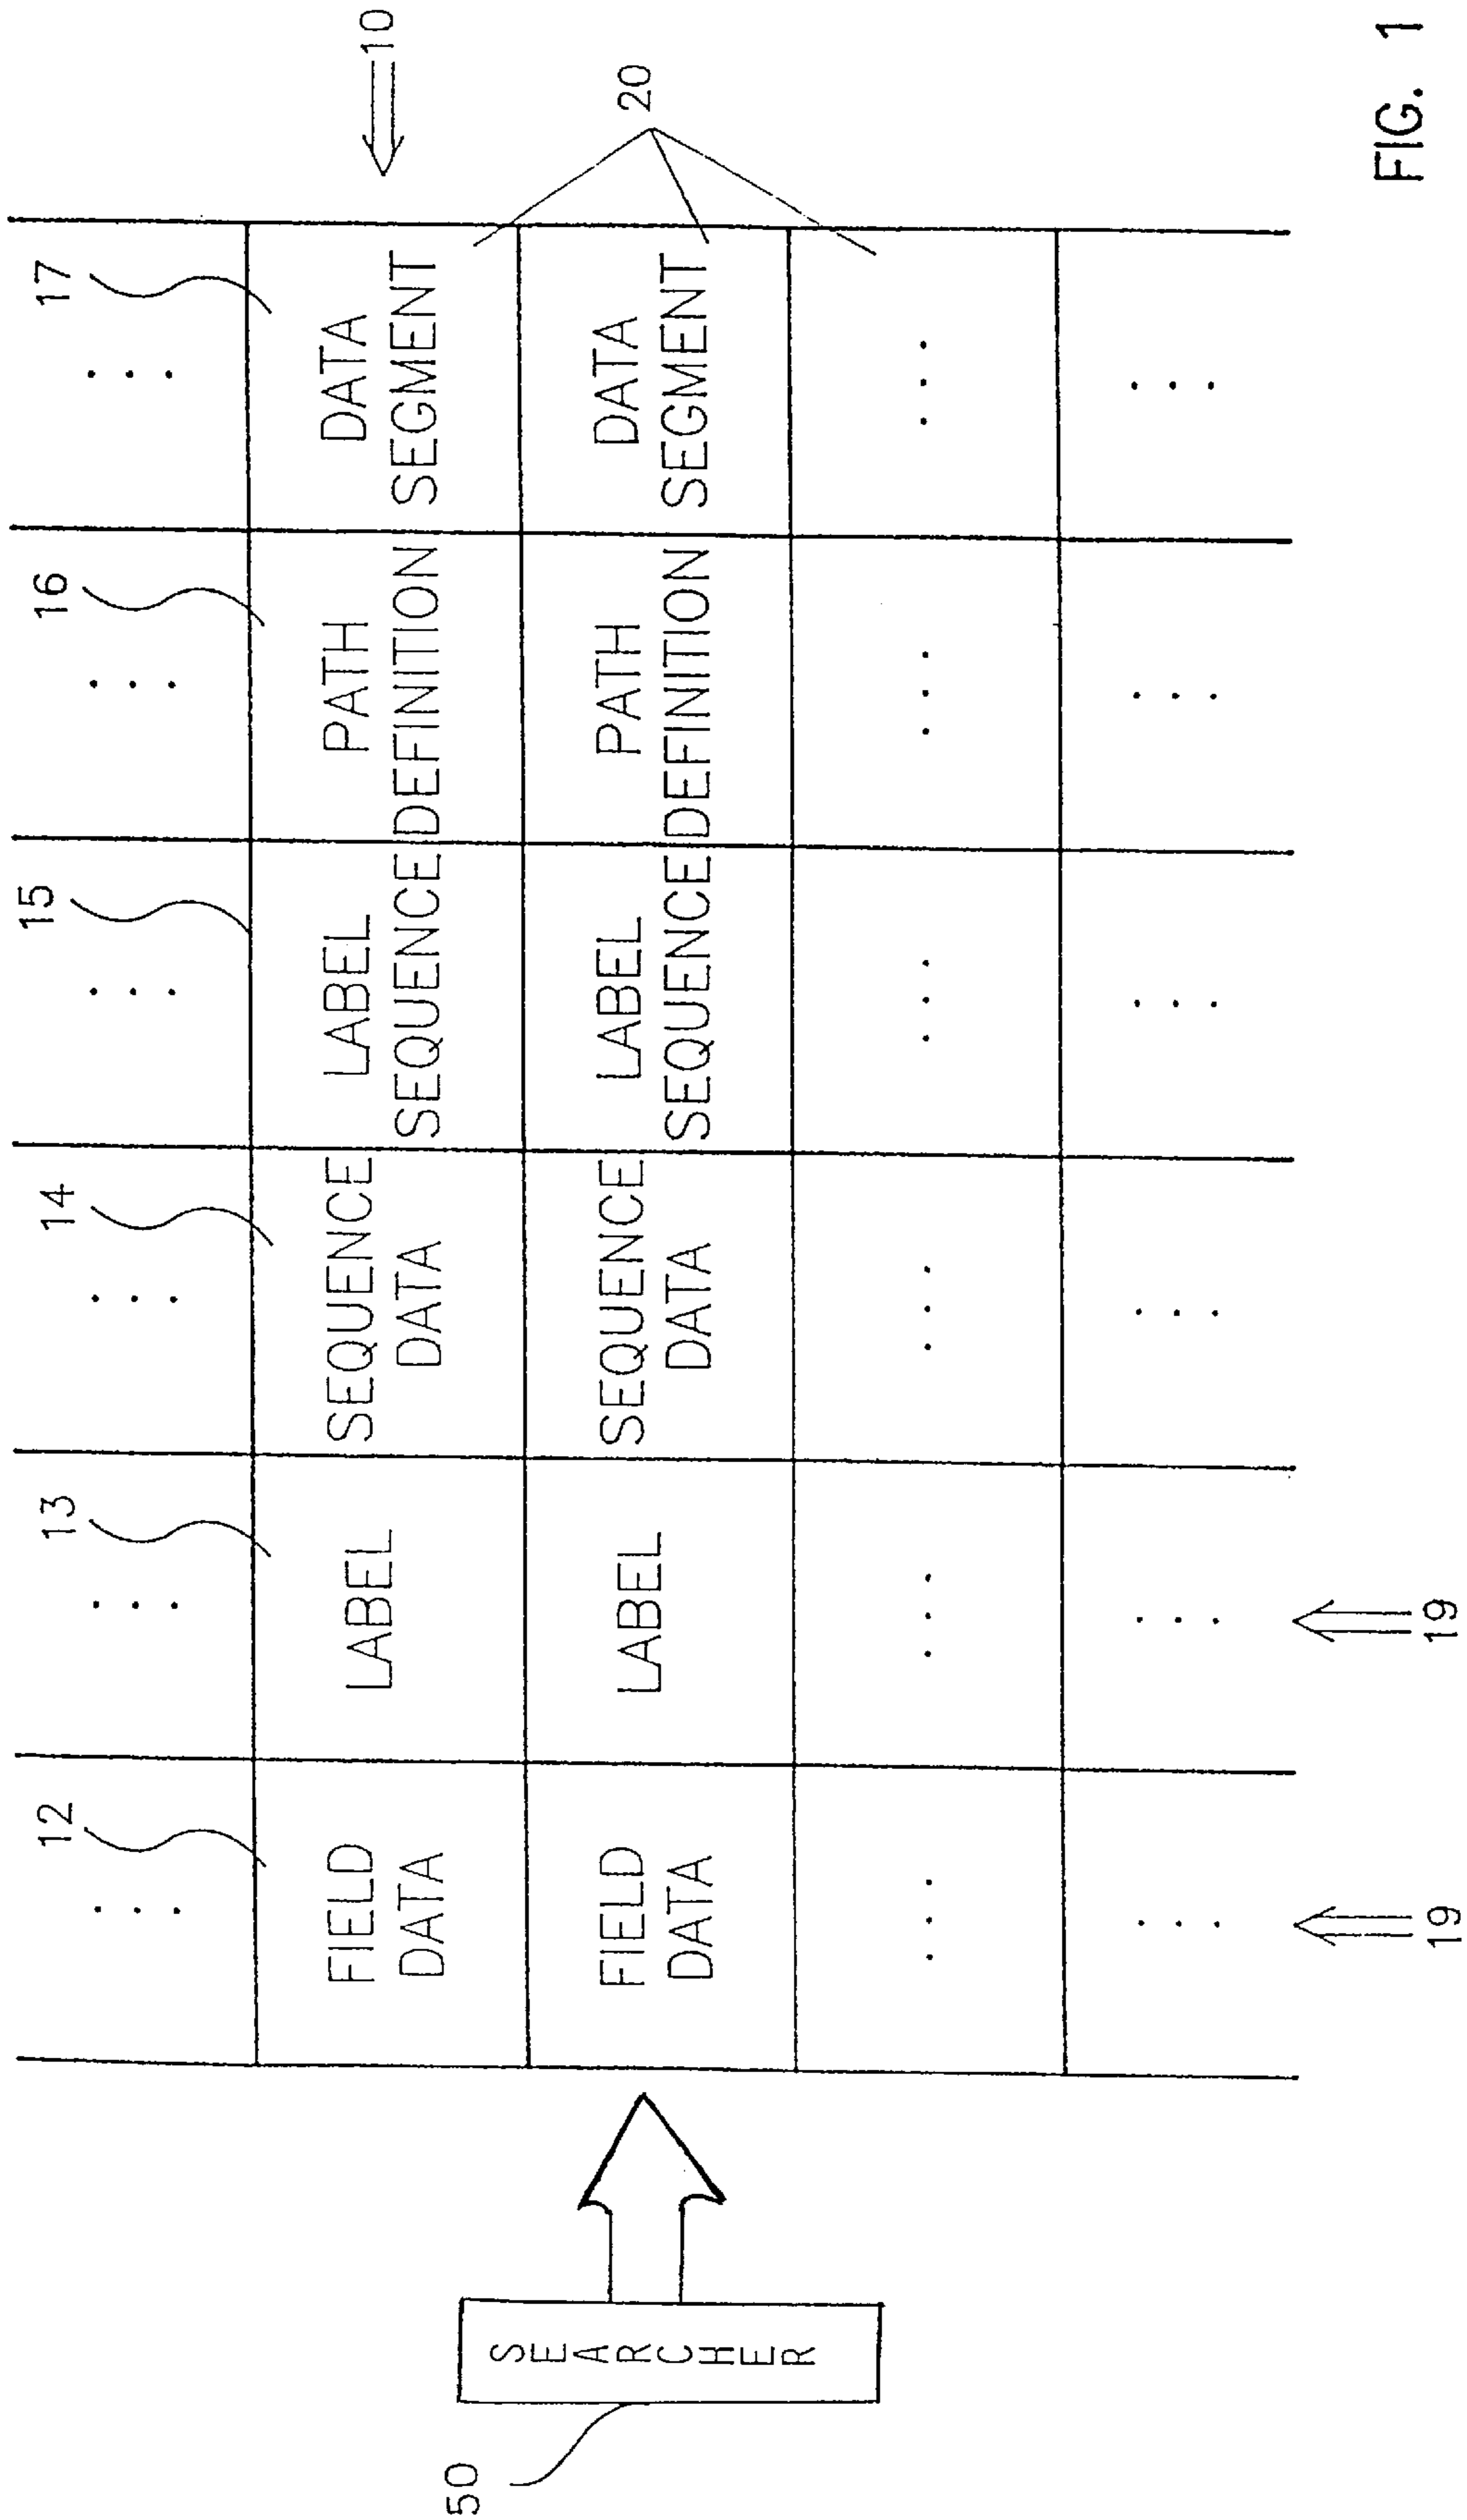 12 13 14 15 16 17
. . . . . . . . . . . . . . . . . .
FIELD DATA
LABEL
SEQUENCE DATA
LABEL SEQUENCE
PATH DEFINITION
DATA SEGMENT
10
FIELD DATA
LABEL
SEQUENCE DATA
LABEL SEQUENCE
PATH DEFINITION
DATA SEGMENT
20
. . . . . . . . . . . . . . . . . .
. . . . . . . . . . . . . . . . . .
50
SEARCHER
19 19
FIG. 1